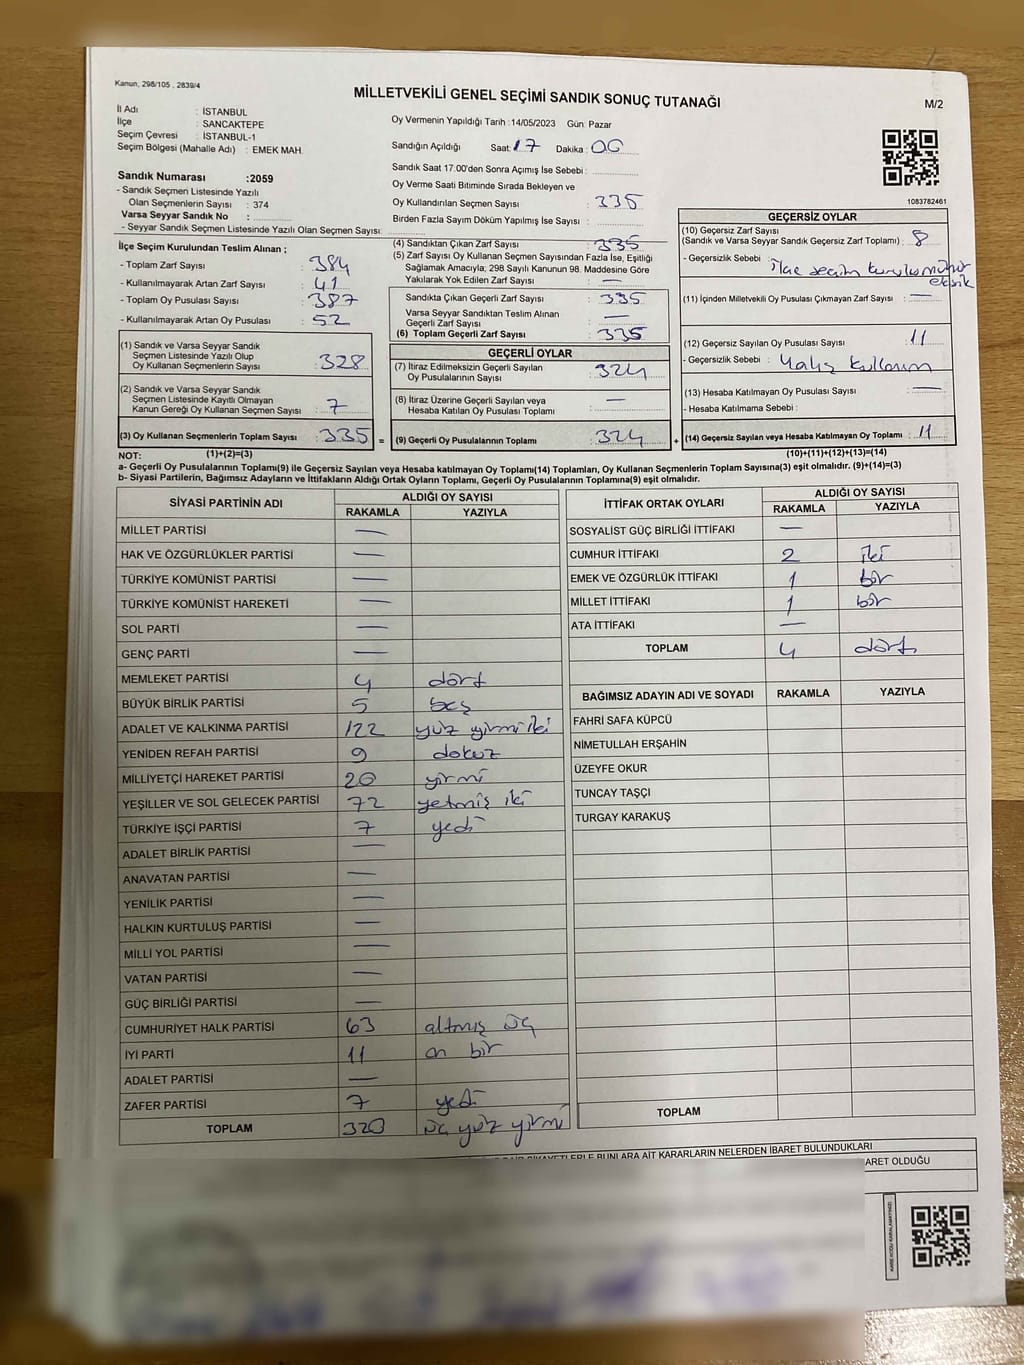 Kanun, 298/105 , 2839/4
MİLLETVEKİLİ GENEL SEÇİMİ SANDIK SONUÇ TUTANAĞI
M/2
İl Adı : İSTANBUL
İlçe : SANCAKTEPE
Seçim Çevresi : İSTANBUL-1
Seçim Bölgesi (Mahalle Adı) : EMEK MAH.
Sandık Numarası :2059
- Sandık Seçmen Listesinde Yazılı
Olan Seçmenlerin Sayısı : 374
Varsa Seyyar Sandık No :
- Seyyar Sandık Seçmen Listesinde Yazılı Olan Seçmen Sayısı:
Oy Vermenin Yapıldığı Tarih :14/05/2023 Gün: Pazar
Sandığın Açıldığı Saat: 17 Dakika: 06
Sandık Saat 17:00'den Sonra Açılmış İse Sebebi :
Oy Verme Saati Bitiminde Sırada Bekleyen ve
Oy Kullandırılan Seçmen Sayısı : 335
Birden Fazla Sayım Döküm Yapılmış İse Sayısı :
1083782461
İlçe Seçim Kurulundan Teslim Alınan ;
- Toplam Zarf Sayısı : 384
- Kullanılmayarak Artan Zarf Sayısı : 41
- Toplam Oy Pusulası Sayısı : 387
- Kullanılmayarak Artan Oy Pusulası : 52
(1) Sandık ve Varsa Seyyar Sandık
Seçmen Listesinde Yazılı Olup
Oy Kullanan Seçmenlerin Sayısı : 328
(2) Sandık ve Varsa Seyyar Sandık
Seçmen Listesinde Kayıtlı Olmayan
Kanun Gereği Oy Kullanan Seçmen Sayısı : 7
(3) Oy Kullanan Seçmenlerin Toplam Sayısı : 335 =
(4) Sandıktan Çıkan Zarf Sayısı : 335
(5) Zarf Sayısı Oy Kullanan Seçmen Sayısından Fazla İse, Eşitliği
Sağlamak Amacıyla; 298 Sayılı Kanunun 98. Maddesine Göre
Yakılarak Yok Edilen Zarf Sayısı : —
Sandıkta Çıkan Geçerli Zarf Sayısı : 335
Varsa Seyyar Sandıktan Teslim Alınan
Geçerli Zarf Sayısı : —
(6) Toplam Geçerli Zarf Sayısı : 335
GEÇERLİ OYLAR
(7) İtiraz Edilmeksizin Geçerli Sayılan
Oy Pusulalarının Sayısı : 324
(8) İtiraz Üzerine Geçerli Sayılan veya
Hesaba Katılan Oy Pusulası Toplamı : —
(9) Geçerli Oy Pusulalarının Toplamı : 324 +
GEÇERSİZ OYLAR
(10) Geçersiz Zarf Sayısı
(Sandık ve Varsa Seyyar Sandık Geçersiz Zarf Toplamı) : 8
- Geçersizlik Sebebi : ilçe seçim kurulu mühür
eksik
(11) İçinden Milletvekili Oy Pusulası Çıkmayan Zarf Sayısı : —
(12) Geçersiz Sayılan Oy Pusulası Sayısı : 11
- Geçersizlik Sebebi : Yalnış kullanım
(13) Hesaba Katılmayan Oy Pusulası Sayısı : —
- Hesaba Katılmama Sebebi :
(14) Geçersiz Sayılan veya Hesaba Katılmayan Oy Toplamı : 11
NOT: (1)+(2)=(3) (10)+(11)+(12)+(13)=(14)
a- Geçerli Oy Pusulalarının Toplamı(9) ile Geçersiz Sayılan veya Hesaba katılmayan Oy Toplamı(14) Toplamları, Oy Kullanan Seçmenlerin Toplam Sayısına(3) eşit olmalıdır. (9)+(14)=(3)
b- Siyasi Partilerin, Bağımsız Adayların ve İttifakların Aldığı Oyların Toplamı, Geçerli Oy Pusulalarının Toplamına(9) eşit olmalıdır.
SİYASİ PARTİNİN ADI ALDIĞI OY SAYISI
RAKAMLA YAZIYLA
MİLLET PARTİSİ —
HAK VE ÖZGÜRLÜKLER PARTİSİ —
TÜRKİYE KOMÜNİST PARTİSİ —
TÜRKİYE KOMÜNİST HAREKETİ —
SOL PARTİ —
GENÇ PARTİ —
MEMLEKET PARTİSİ 4 dört
BÜYÜK BİRLİK PARTİSİ 5 beş
ADALET VE KALKINMA PARTİSİ 122 yüz yirmi iki
YENİDEN REFAH PARTİSİ 9 dokuz
MİLLİYETÇİ HAREKET PARTİSİ 20 yirmi
YEŞİLLER VE SOL GELECEK PARTİSİ 72 yetmiş iki
TÜRKİYE İŞÇİ PARTİSİ 7 yedi
ADALET BİRLİK PARTİSİ —
ANAVATAN PARTİSİ —
YENİLİK PARTİSİ —
HALKIN KURTULUŞ PARTİSİ —
MİLLİ YOL PARTİSİ —
VATAN PARTİSİ —
GÜÇ BİRLİĞİ PARTİSİ —
CUMHURİYET HALK PARTİSİ 63 altmış üç
İYİ PARTİ 11 on bir
ADALET PARTİSİ —
ZAFER PARTİSİ 7 yedi
TOPLAM 320 üç yüz yirmi
İTTİFAK ORTAK OYLARI ALDIĞI OY SAYISI
RAKAMLA YAZIYLA
SOSYALİST GÜÇ BİRLİĞİ İTTİFAKI —
CUMHUR İTTİFAKI 2 iki
EMEK VE ÖZGÜRLÜK İTTİFAKI 1 bir
MİLLET İTTİFAKI 1 bir
ATA İTTİFAKI —
TOPLAM 4 dört
BAĞIMSIZ ADAYIN ADI VE SOYADI RAKAMLA YAZIYLA
FAHRİ SAFA KÜPCÜ
NİMETULLAH ERŞAHİN
ÜZEYFE OKUR
TUNCAY TAŞÇI
TURGAY KARAKUŞ
TOPLAM
BUNLARA AİT KARARLARIN NELERDEN İBARET BULUNDUKLARI
ARET OLDUĞU